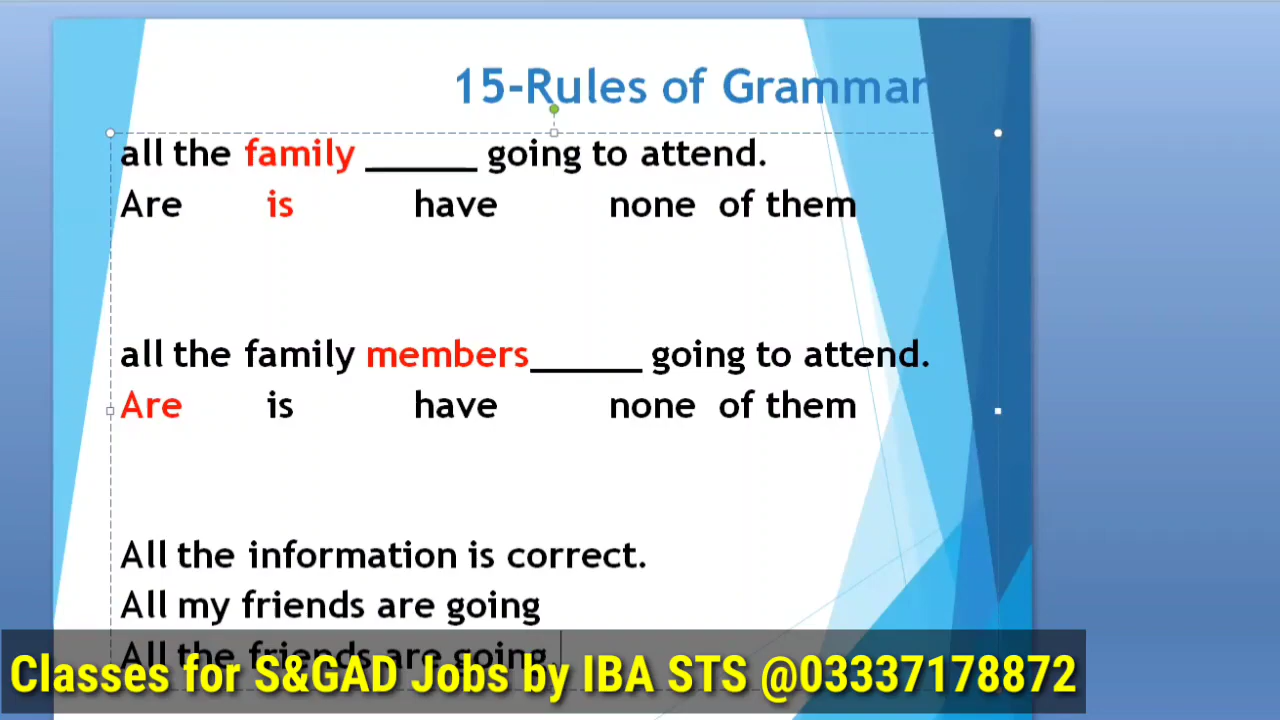 15-Rules of Grammar
all the family _____ going to attend.
Are is have none of them
all the family members_____ going to attend.
Are is have none of them
All the information is correct.
All my friends are going
All the friends are going.
Classes for S&GAD Jobs by IBA STS @03337178872